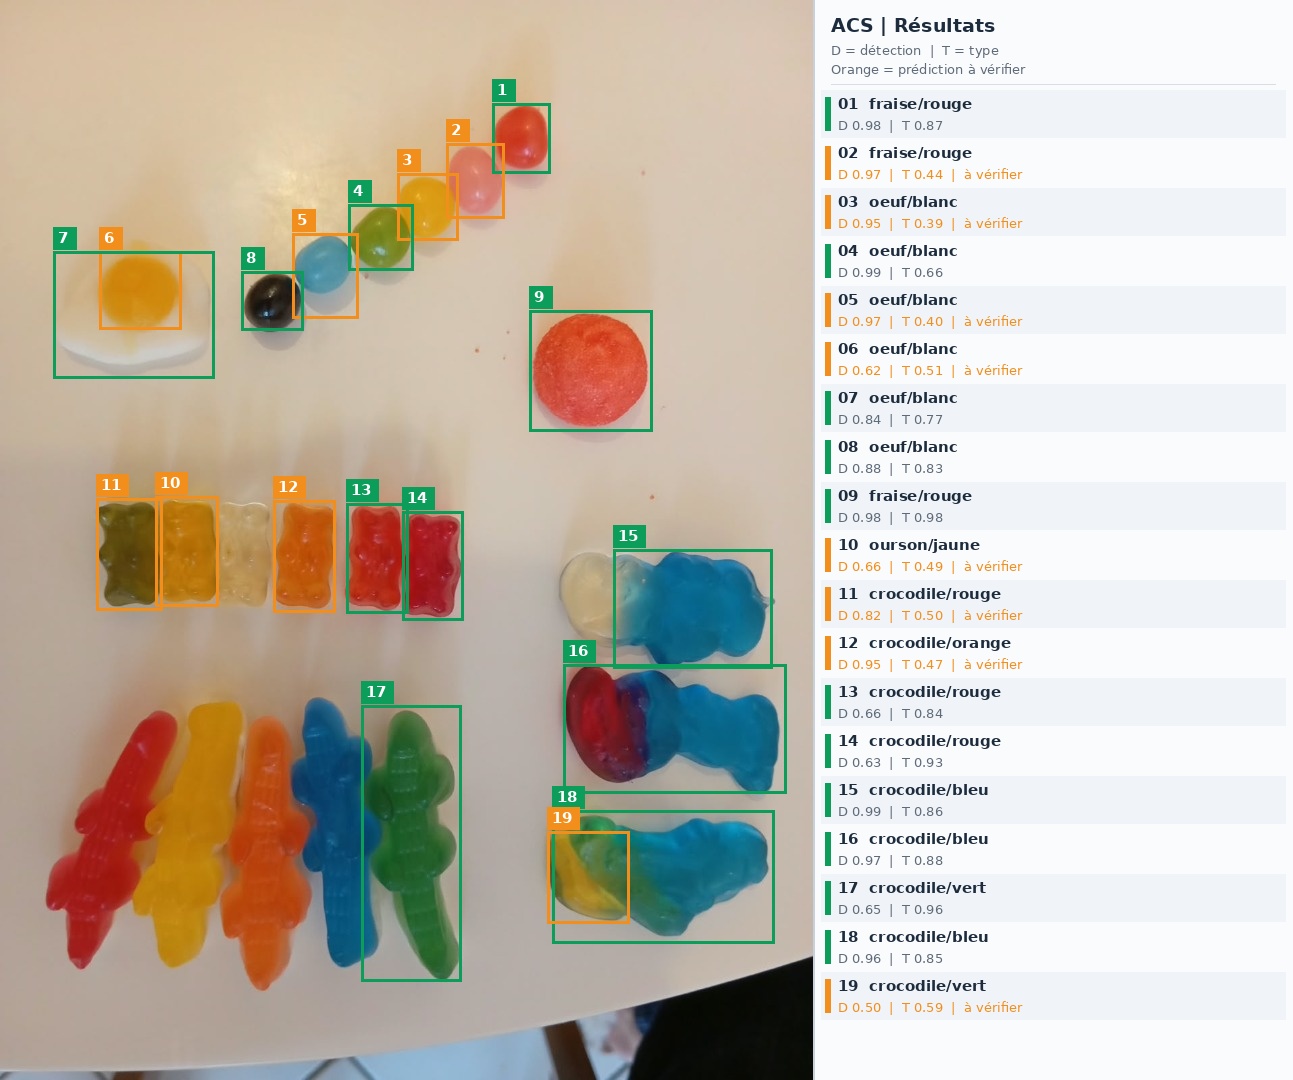 ACS | Résultats
D = détection | T = type
Orange = prédiction à vérifier
01 fraise/rouge
D 0.98 | T 0.87
02 fraise/rouge
D 0.97 | T 0.44 | à vérifier
03 oeuf/blanc
D 0.95 | T 0.39 | à vérifier
04 oeuf/blanc
D 0.99 | T 0.66
05 oeuf/blanc
D 0.97 | T 0.40 | à vérifier
06 oeuf/blanc
D 0.62 | T 0.51 | à vérifier
07 oeuf/blanc
D 0.84 | T 0.77
08 oeuf/blanc
D 0.88 | T 0.83
09 fraise/rouge
D 0.98 | T 0.98
10 ourson/jaune
D 0.66 | T 0.49 | à vérifier
11 crocodile/rouge
D 0.82 | T 0.50 | à vérifier
12 crocodile/orange
D 0.95 | T 0.47 | à vérifier
13 crocodile/rouge
D 0.66 | T 0.84
14 crocodile/rouge
D 0.63 | T 0.93
15 crocodile/bleu
D 0.99 | T 0.86
16 crocodile/bleu
D 0.97 | T 0.88
17 crocodile/vert
D 0.65 | T 0.96
18 crocodile/bleu
D 0.96 | T 0.85
19 crocodile/vert
D 0.50 | T 0.59 | à vérifier
1
2
3
4
5
6
7
8
9
10
11
12
13
14
15
16
17
18
19